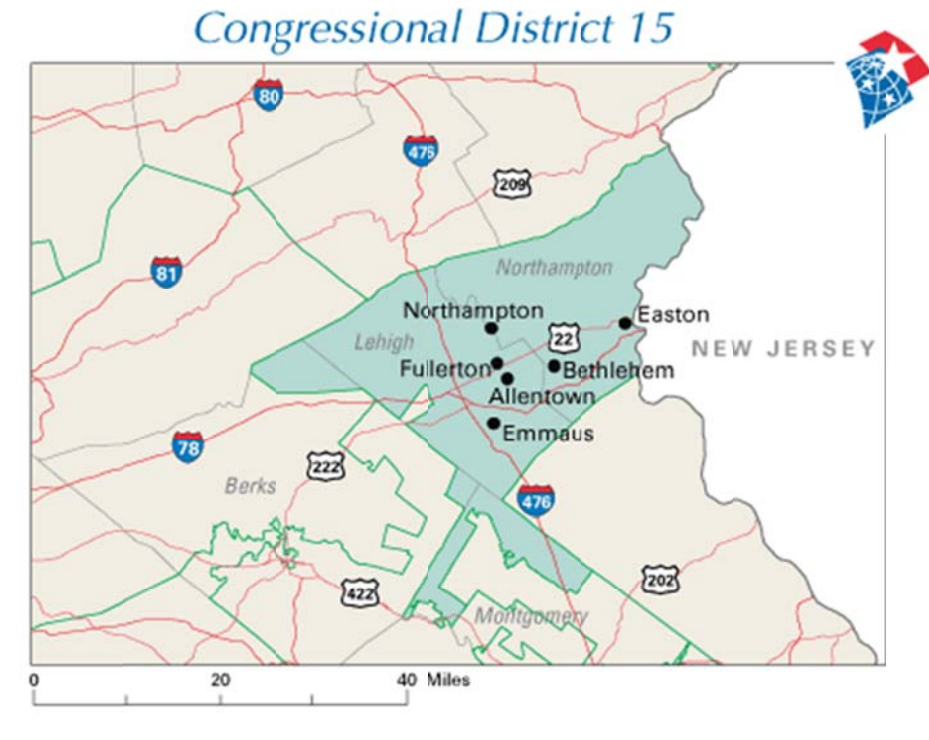 Congressional District 15
80
476
209
81
Northampton
Northampton
Easton
22
Lehigh
NEW JERSEY
Fullerton
Bethlehem
Allentown
Emmaus
78
222
Berks
476
422
202
Montgomery
0 20 40 Miles